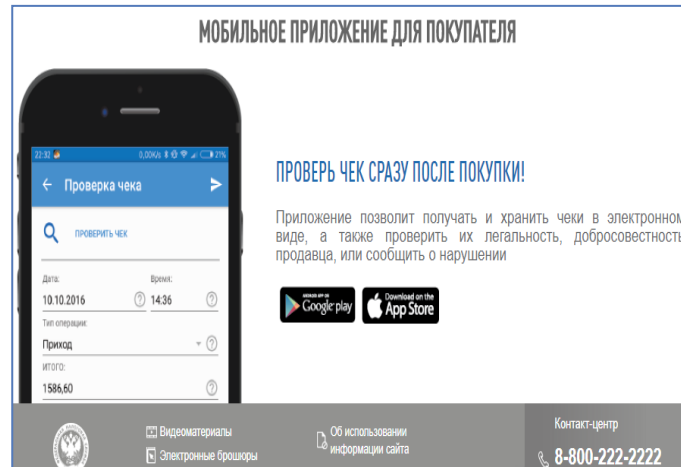 МОБИЛЬНОЕ ПРИЛОЖЕНИЕ ДЛЯ ПОКУПАТЕЛЯ
22:32 0,00K/s 21%
Проверка чека
ПРОВЕРИТЬ ЧЕК
Дата: Время:
10.10.2016 14:36
Тип операции:
Приход
ИТОГО:
1586,60
ПРОВЕРЬ ЧЕК СРАЗУ ПОСЛЕ ПОКУПКИ!
Приложение позволит получать и хранить чеки в электронном
виде, а также проверить их легальность, добросовестность
продавца, или сообщить о нарушении
ANDROID APP ON
Google play
Download on the
App Store
Видеоматериалы
Электронные брошюры
Об использовании
информации сайта
Контакт-центр
8-800-222-2222